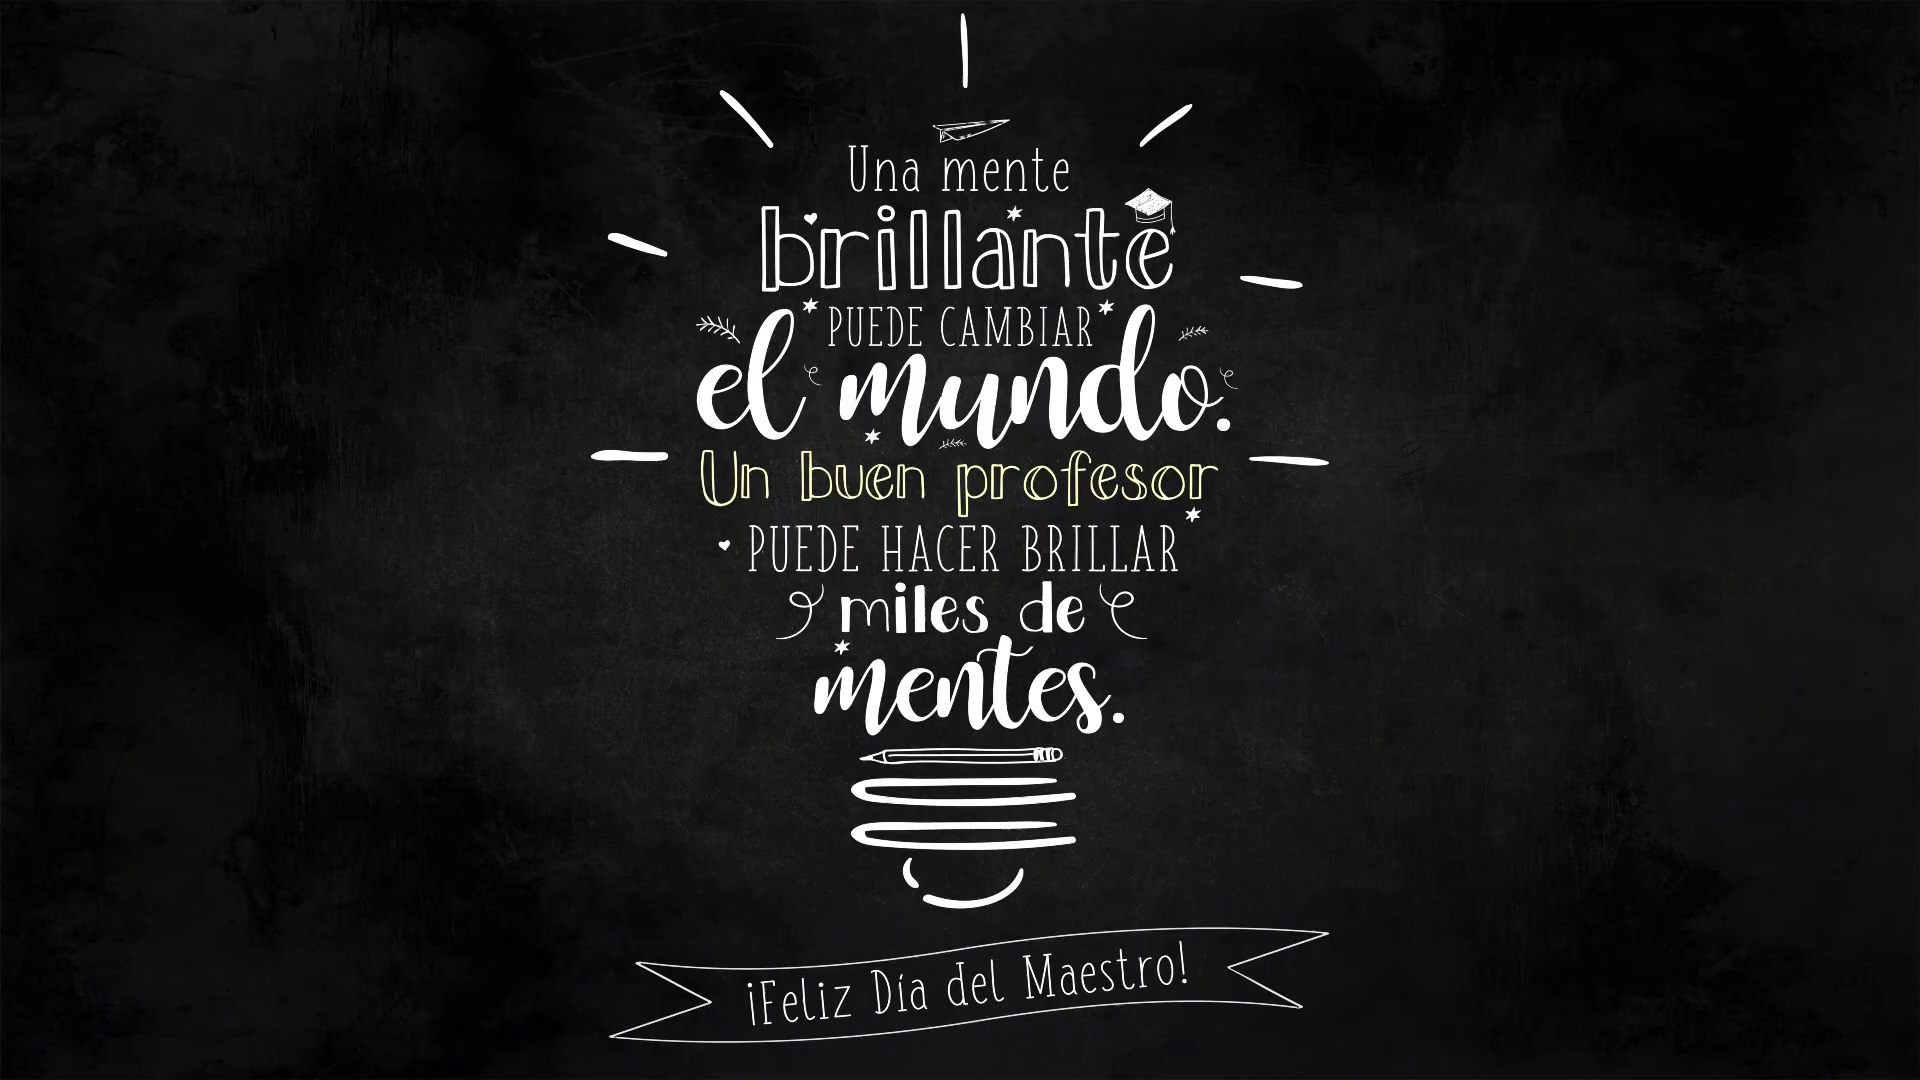 Una mente
brillante
PUEDE CAMBIAR
el mundo.
Un buen profesor
PUEDE HACER BRILLAR
miles de
mentes.
¡Feliz Día del Maestro!